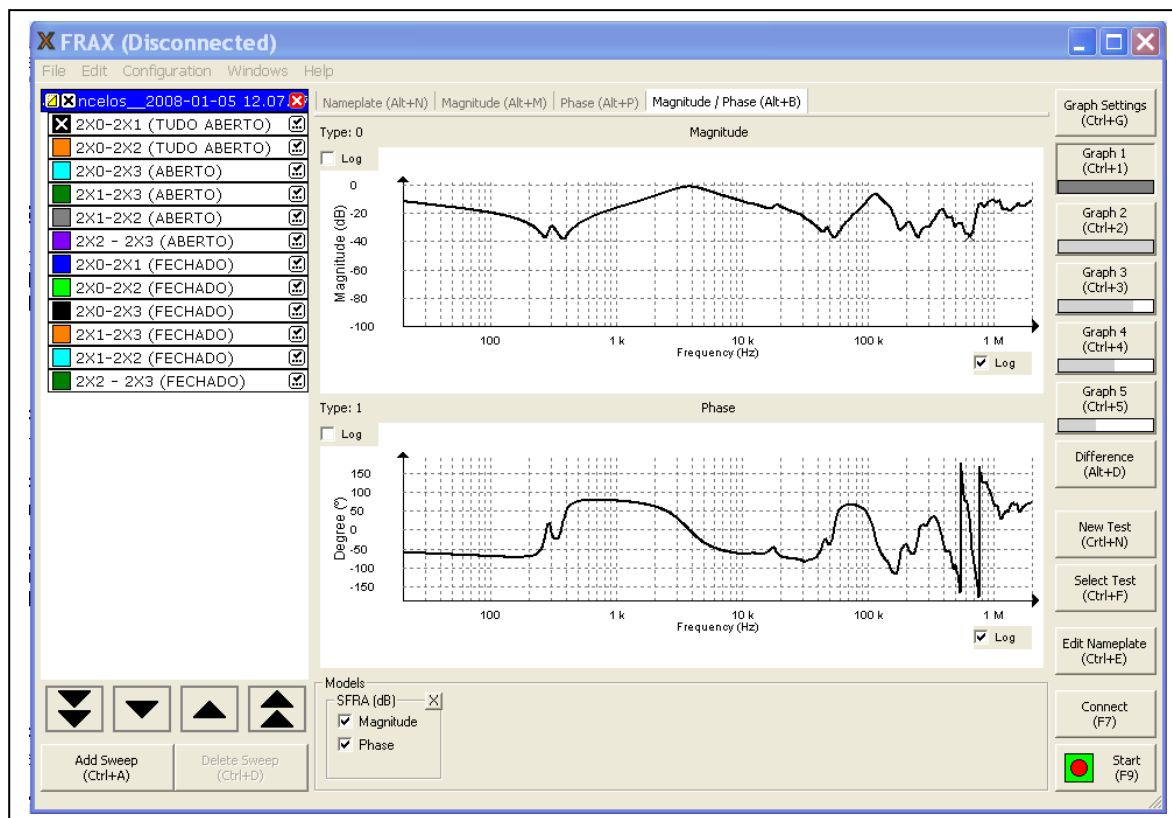 FRAX (Disconnected)
File Edit Configuration Windows Help
ncelos__2008-01-05 12.07.
2X0-2X1 (TUDO ABERTO)
2X0-2X2 (TUDO ABERTO)
2X0-2X3 (ABERTO)
2X1-2X3 (ABERTO)
2X1-2X2 (ABERTO)
2X2 - 2X3 (ABERTO)
2X0-2X1 (FECHADO)
2X0-2X2 (FECHADO)
2X0-2X3 (FECHADO)
2X1-2X3 (FECHADO)
2X1-2X2 (FECHADO)
2X2 - 2X3 (FECHADO)
Add Sweep
(Ctrl+A)
Delete Sweep
(Ctrl+D)
Nameplate (Alt+N) Magnitude (Alt+M) Phase (Alt+P) Magnitude / Phase (Alt+B)
Type: 0 Magnitude
Log
Magnitude (dB)
0
-20
-40
-60
-80
-100
100 1 k 10 k 100 k 1 M
Frequency (Hz)
Log
Type: 1 Phase
Log
Degree (º)
150
100
50
0
-50
-100
-150
100 1 k 10 k 100 k 1 M
Frequency (Hz)
Log
Models
SFRA (dB) X
Magnitude
Phase
Graph Settings
(Ctrl+G)
Graph 1
(Ctrl+1)
Graph 2
(Ctrl+2)
Graph 3
(Ctrl+3)
Graph 4
(Ctrl+4)
Graph 5
(Ctrl+5)
Difference
(Alt+D)
New Test
(Crtl+N)
Select Test
(Ctrl+F)
Edit Nameplate
(Ctrl+E)
Connect
(F7)
Start
(F9)